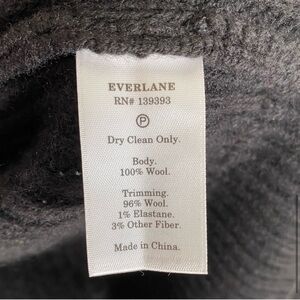 EVERLANE
RN# 139393
P
Dry Clean Only.
Body.
100% Wool.
Trimming.
96% Wool.
1% Elastane.
3% Other Fiber.
Made in China.